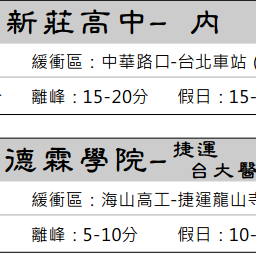 新莊高中- 內
緩衝區：中華路口-台北車站 (
離峰：15-20分 假日：15-
德霖學院-捷運
台大醫
緩衝區：海山高工-捷運龍山寺
離峰：5-10分 假日：10-